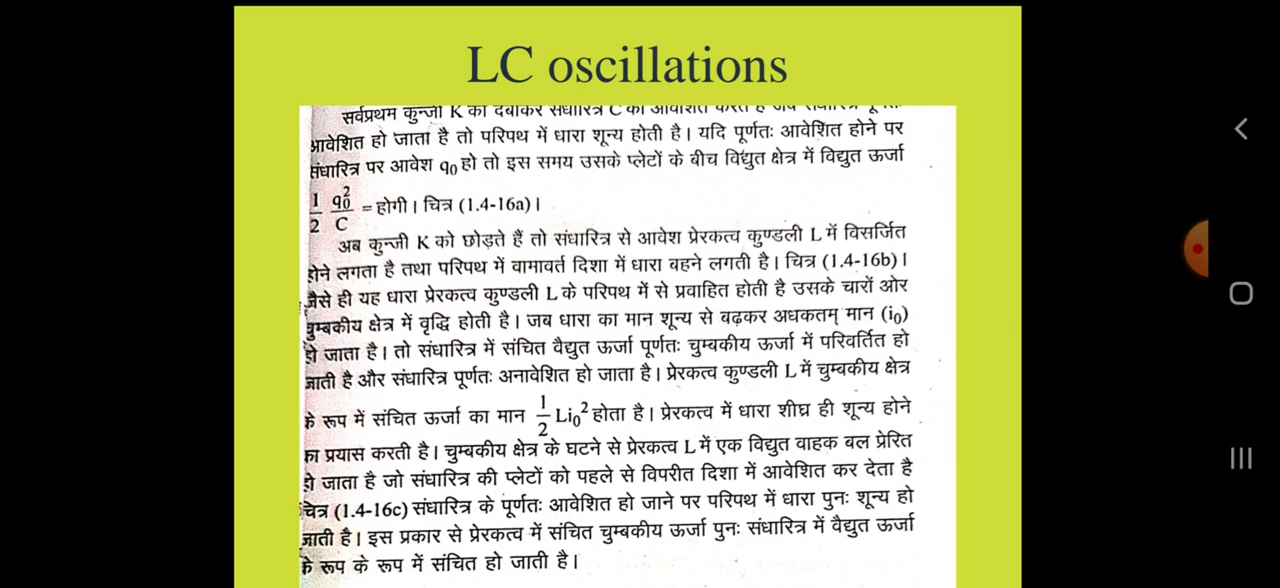 LC oscillations
सर्वप्रथम कुन्जी K को दबाकर संधारित्र C को आवेशित करते है जब
आवेशित हो जाता है तो परिपथ में धारा शून्य होती है। यदि पूर्णतः आवेशित होने पर
संधारित्र पर आवेश q₀ हो तो इस समय उसके प्लेटों के बीच विद्युत क्षेत्र में विद्युत ऊर्जा
1/2 q₀²/C = होगी। चित्र (1.4-16a)।
अब कुन्जी K को छोड़ते हैं तो संधारित्र से आवेश प्रेरकत्व कुण्डली L में विसर्जित
होने लगता है तथा परिपथ में वामावर्त दिशा में धारा बहने लगती है। चित्र (1.4-16b)।
जैसे ही यह धारा प्रेरकत्व कुण्डली L के परिपथ में से प्रवाहित होती है उसके चारों ओर
चुम्बकीय क्षेत्र में वृद्धि होती है। जब धारा का मान शून्य से बढ़कर अधकतम् मान (i₀)
हो जाता है। तो संधारित्र में संचित वैद्युत ऊर्जा पूर्णतः चुम्बकीय ऊर्जा में परिवर्तित हो
जाती है और संधारित्र पूर्णतः अनावेशित हो जाता है। प्रेरकत्व कुण्डली L में चुम्बकीय क्षेत्र
के रूप में संचित ऊर्जा का मान 1/2 Li₀² होता है। प्रेरकत्व में धारा शीघ्र ही शून्य होने
का प्रयास करती है। चुम्बकीय क्षेत्र के घटने से प्रेरकत्व L में एक विद्युत वाहक बल प्रेरित
हो जाता है जो संधारित्र की प्लेटों को पहले से विपरीत दिशा में आवेशित कर देता है
चित्र (1.4-16c) संधारित्र के पूर्णतः आवेशित हो जाने पर परिपथ में धारा पुनः शून्य हो
जाती है। इस प्रकार से प्रेरकत्व में संचित चुम्बकीय ऊर्जा पुनः संधारित्र में वैद्युत ऊर्जा
के रूप के रूप में संचित हो जाती है।